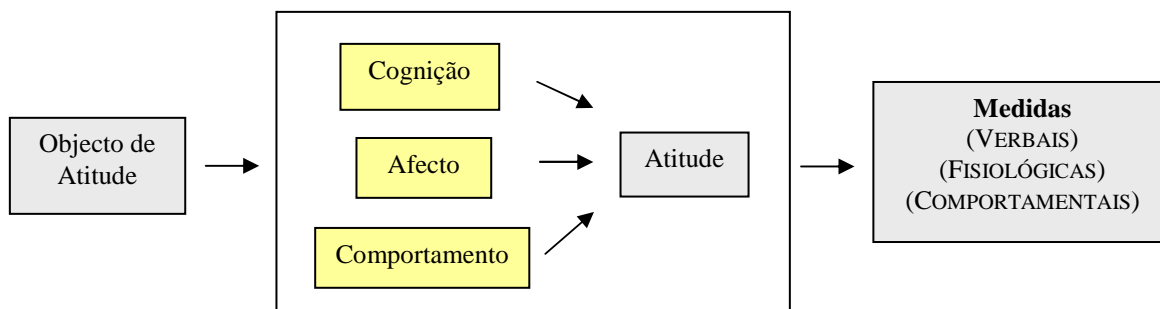 Objecto de
Atitude
Cognição
Afecto
Comportamento
Atitude
Medidas
(VERBAIS)
(FISIOLÓGICAS)
(COMPORTAMENTAIS)